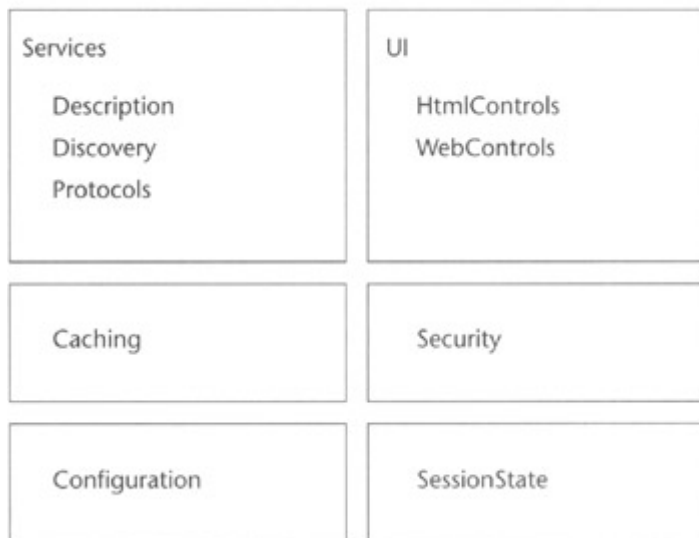 Services
Description
Discovery
Protocols
UI
HtmlControls
WebControls
Caching
Security
Configuration
SessionState